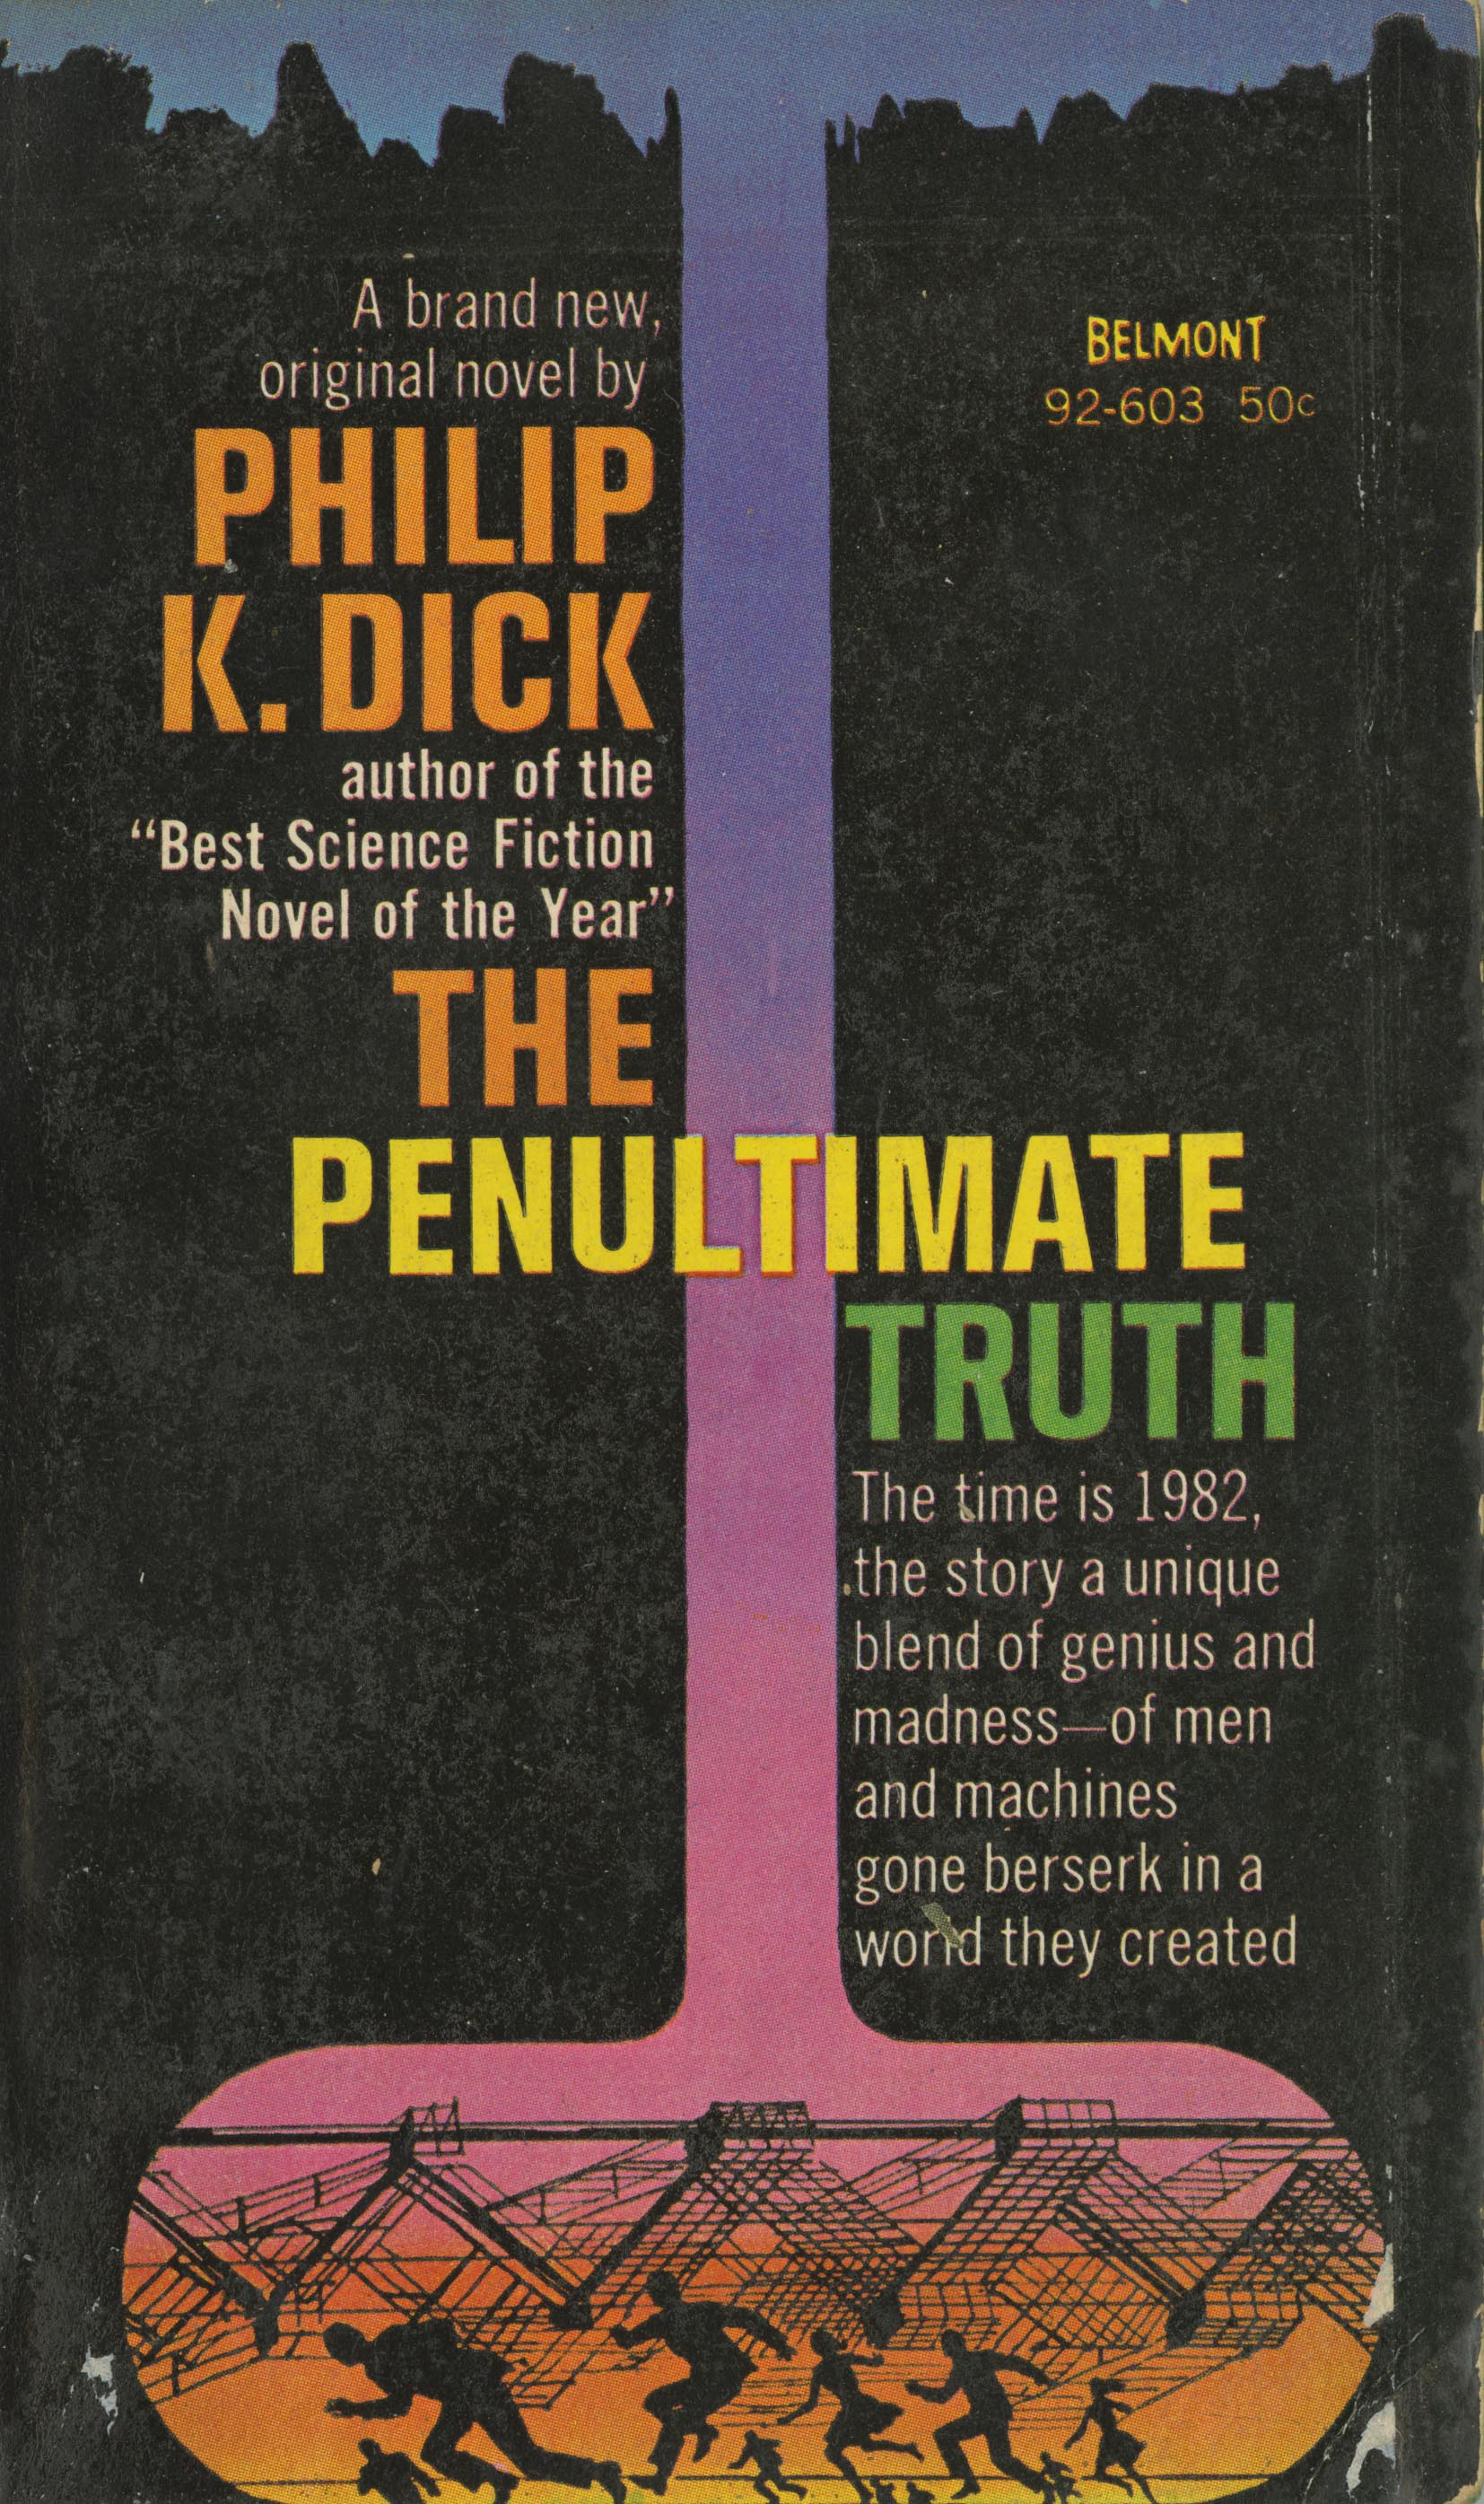 A brand new,
original novel by
PHILIP
K. DICK
author of the
“Best Science Fiction
Novel of the Year”
BELMONT
92-603 50c
THE
PENULTIMATE
TRUTH
The time is 1982,
the story a unique
blend of genius and
madness—of men
and machines
gone berserk in a
world they created